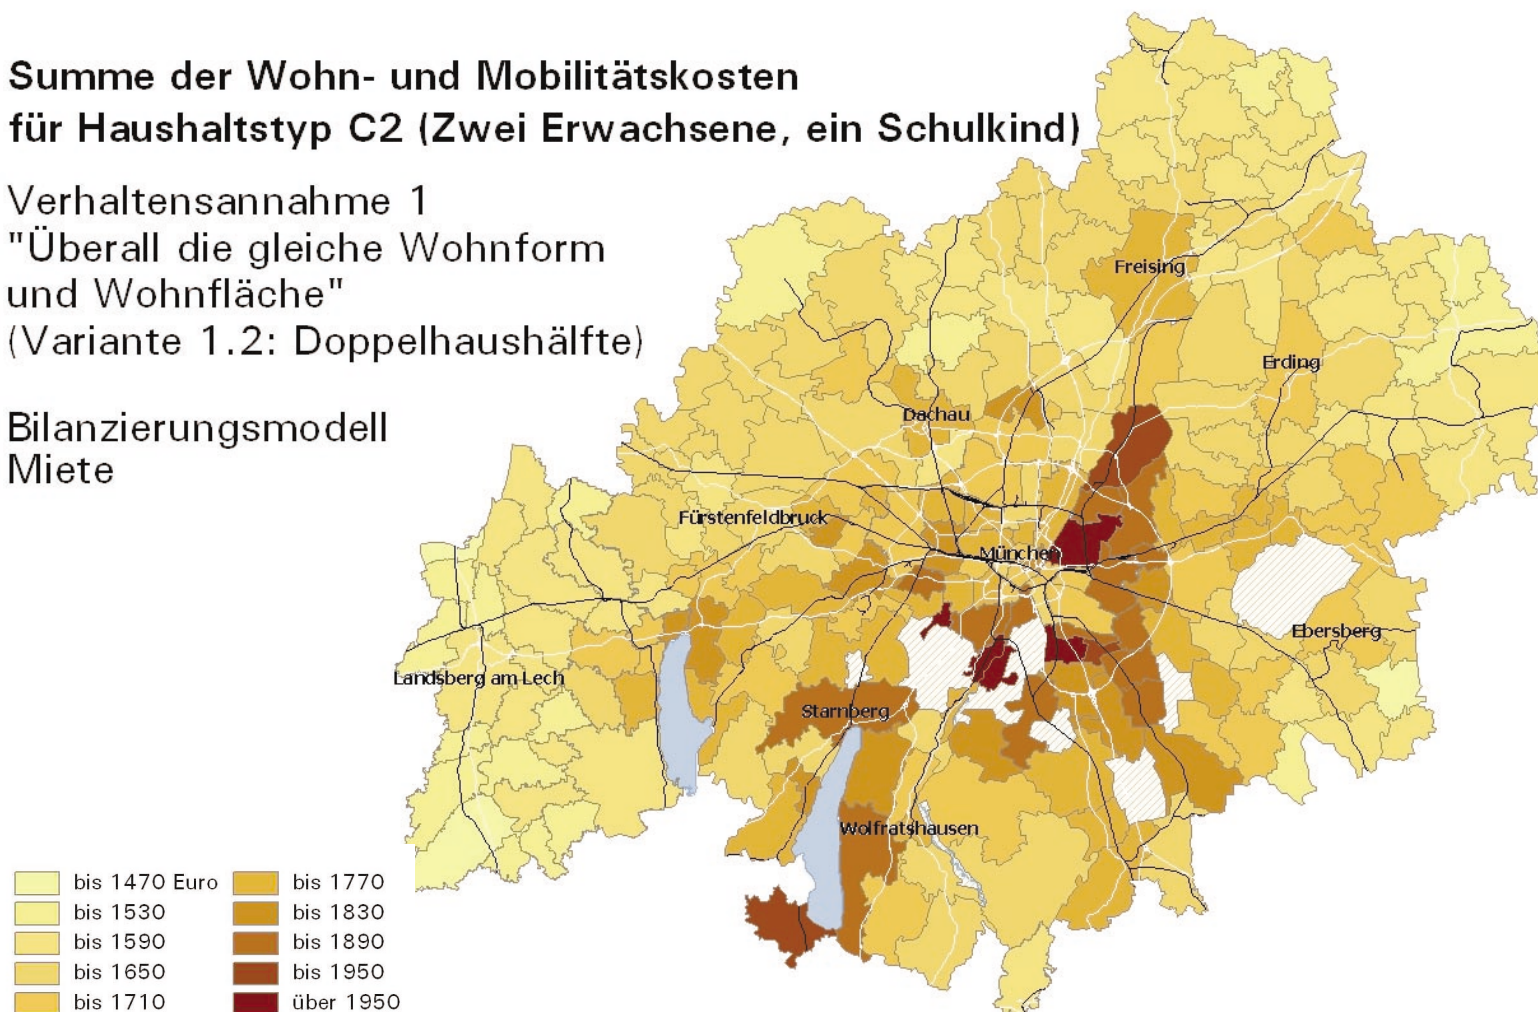 Summe der Wohn- und Mobilitätskosten
für Haushaltstyp C2 (Zwei Erwachsene, ein Schulkind)
Verhaltensannahme 1
"Überall die gleiche Wohnform
und Wohnfläche"
(Variante 1.2: Doppelhaushälfte)
Bilanzierungsmodell
Miete
Freising
Erding
Dachau
Fürstenfeldbruck
München
Ebersberg
Landsberg am Lech
Starnberg
Wolfratshausen
bis 1470 Euro
bis 1530
bis 1590
bis 1650
bis 1710
bis 1770
bis 1830
bis 1890
bis 1950
über 1950